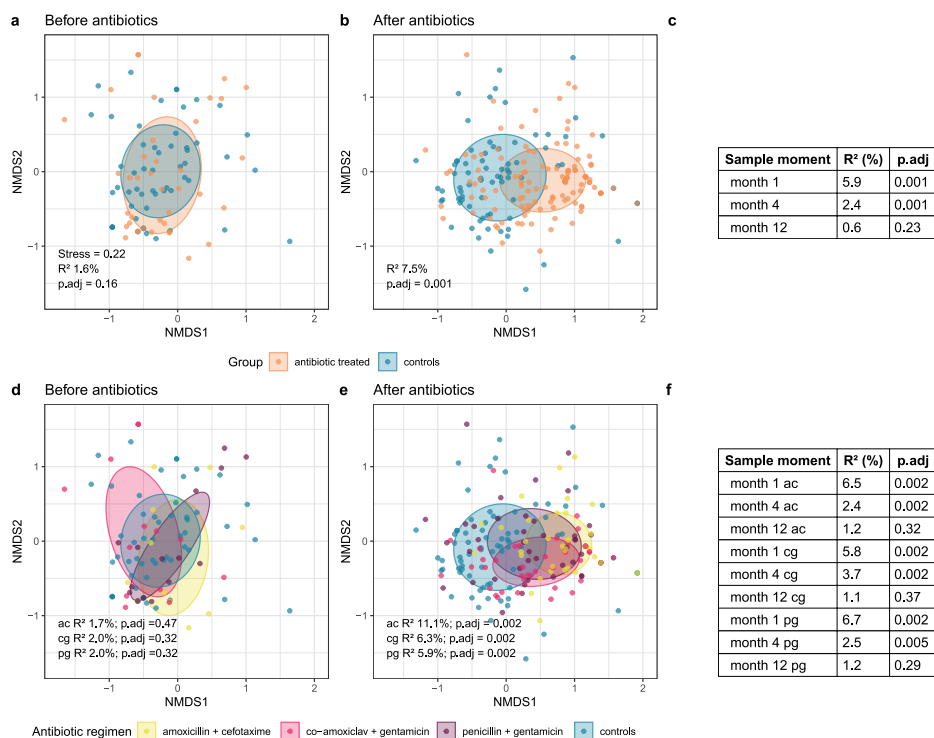 a Before antibiotics
1
0
−1
NMDS2
Stress = 0.22
R² 1.6%
p.adj = 0.16
−1 0 1 2
NMDS1
b After antibiotics
1
0
−1
NMDS2
R² 7.5%
p.adj = 0.001
−1 0 1 2
NMDS1
Group antibiotic treated controls
c
Sample moment R² (%) p.adj
month 1 5.9 0.001
month 4 2.4 0.001
month 12 0.6 0.23
d Before antibiotics
1
0
−1
NMDS2
ac R² 1.7%; p.adj =0.47
cg R² 2.0%; p.adj =0.32
pg R² 2.0%; p.adj =0.32
−1 0 1 2
NMDS1
e After antibiotics
1
0
−1
NMDS2
ac R² 11.1%; p.adj = 0.002
cg R² 6.3%; p.adj = 0.002
pg R² 5.9%; p.adj = 0.002
−1 0 1 2
NMDS1
Antibiotic regimen amoxicillin + cefotaxime co−amoxiclav + gentamicin penicillin + gentamicin controls
f
Sample moment R² (%) p.adj
month 1 ac 6.5 0.002
month 4 ac 2.4 0.002
month 12 ac 1.2 0.32
month 1 cg 5.8 0.002
month 4 cg 3.7 0.002
month 12 cg 1.1 0.37
month 1 pg 6.7 0.002
month 4 pg 2.5 0.005
month 12 pg 1.2 0.29